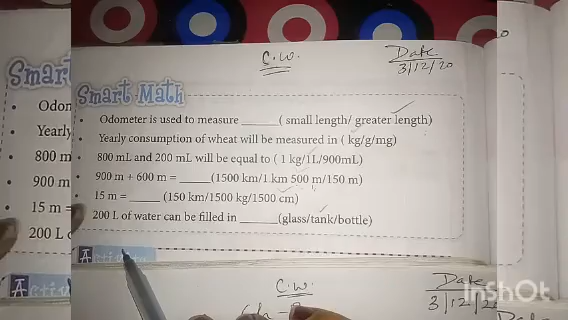 C.W.
Date
3/12/20
Smart Math
• Odometer is used to measure ______( small length/ greater length)
Yearly consumption of wheat will be measured in ( kg/g/mg)
• 800 mL and 200 mL will be equal to ( 1 kg/1L/900mL)
• 900 m + 600 m = _____(1500 km/1 km 500 m/150 m)
• 15 m = _____ (150 km/1500 kg/1500 cm)
• 200 L of water can be filled in ______(glass/tank/bottle)
Smar
• Odon
• Yearly
• 800 m
• 900 m
• 15 m =
• 200 L
C.W.
Date
3/12/2
InShOt